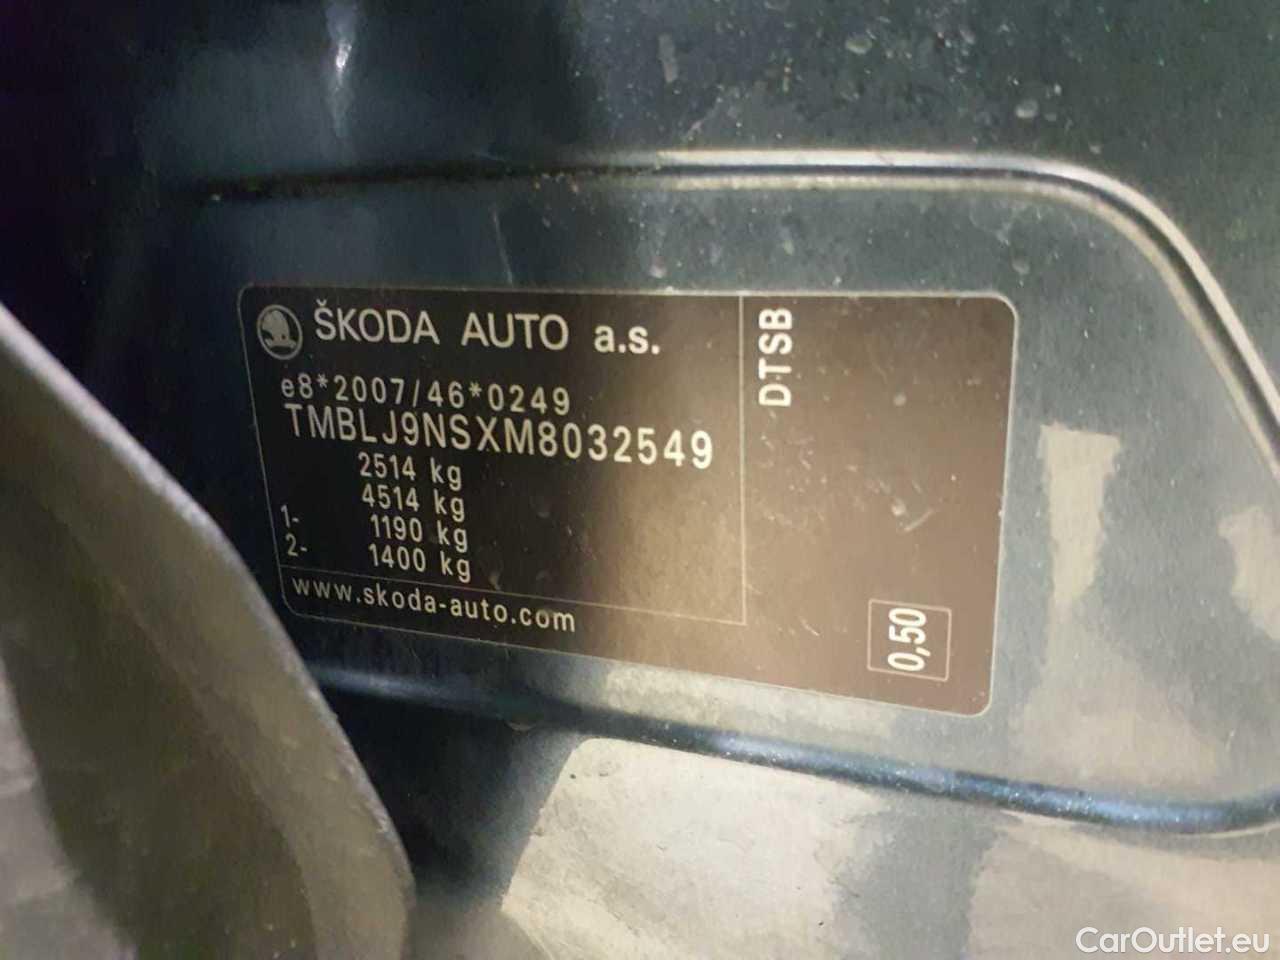 ŠKODA AUTO a.s.
e8*2007/46*0249
TMBLJ9NSXM8032549
2514 kg
4514 kg
1- 1190 kg
2- 1400 kg
www.skoda-auto.com
DTSB
0,50
CarOutlet.eu